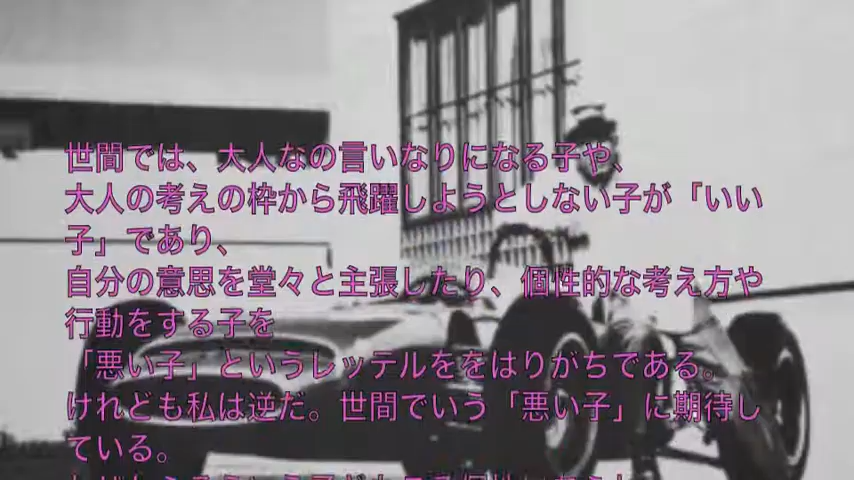 世間では、大人なの言いなりになる子や、
大人の考えの枠から飛躍しようとしない子が「いい
子」であり、
自分の意思を堂々と主張したり、個性的な考え方や
行動をする子を
「悪い子」というレッテルををはりがちである。
けれども私は逆だ。世間でいう「悪い子」に期待し
ている。